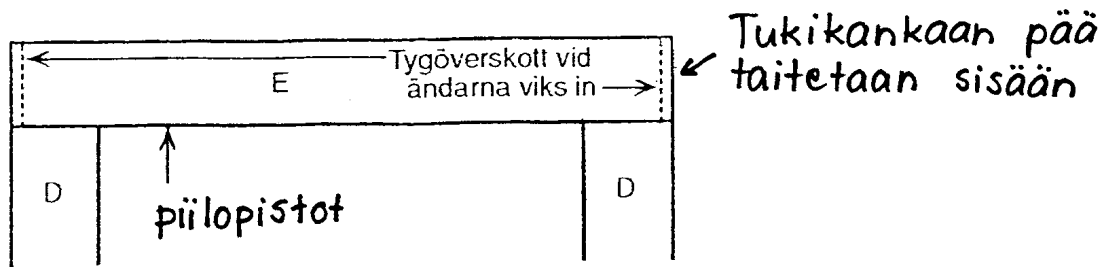 Tukikankaan pää
taitetaan sisään
Tygöverskott vid
ändarna viks in
E
D
D
piilopistot